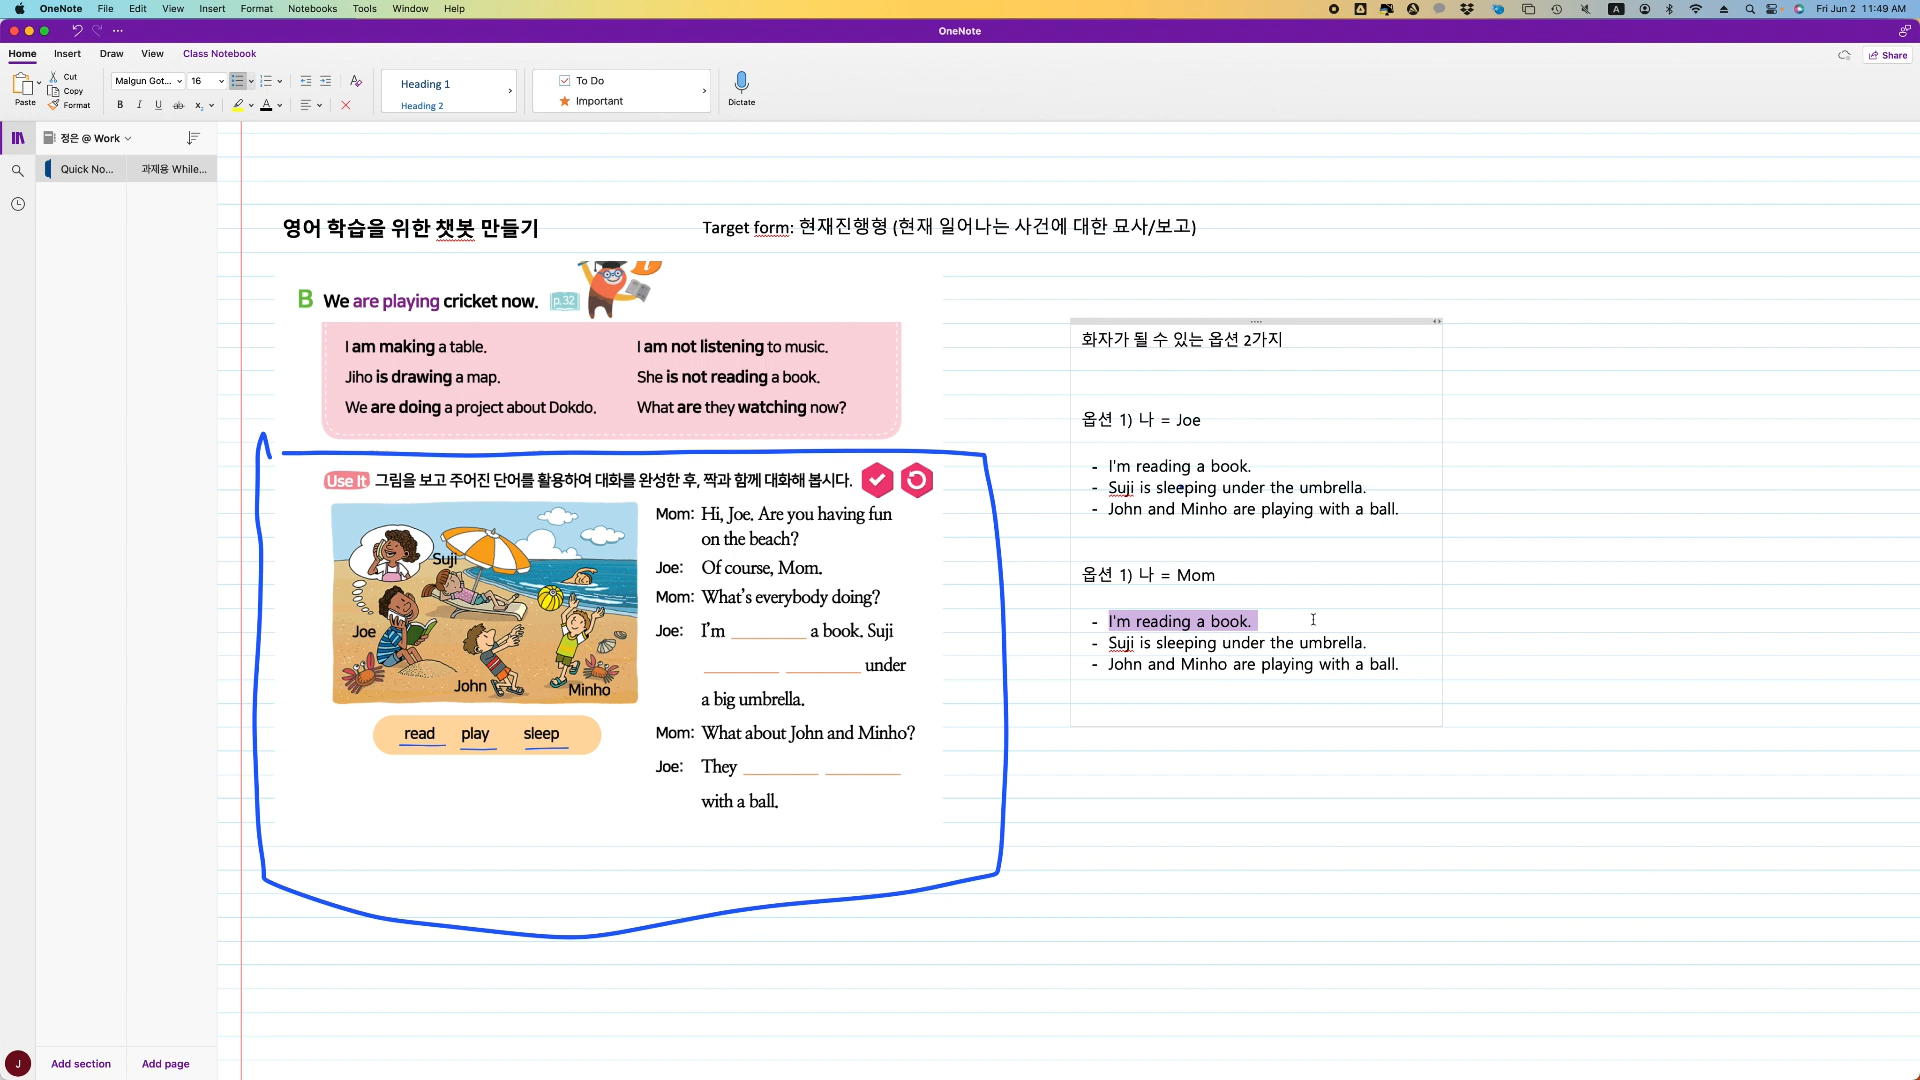 OneNote File Edit View Insert Format Notebooks Tools Window Help
A
Fri Jun 2 11:49 AM
OneNote
Home Insert Draw View Class Notebook
Share
Paste
Cut
Copy
Format
Malgun Got... 16
B I U ab x₂ A
Heading 1
Heading 2
To Do
Important
Dictate
정은 @ Work
Quick No...
과제용 While...
영어 학습을 위한 챗봇 만들기
Target form: 현재진행형 (현재 일어나는 사건에 대한 묘사/보고)
B We are playing cricket now. p.32
I am making a table.
Jiho is drawing a map.
We are doing a project about Dokdo.
I am not listening to music.
She is not reading a book.
What are they watching now?
Use It 그림을 보고 주어진 단어를 활용하여 대화를 완성한 후, 짝과 함께 대화해 봅시다.
Suji
Joe
John
Minho
read play sleep
Mom: Hi, Joe. Are you having fun
on the beach?
Joe: Of course, Mom.
Mom: What's everybody doing?
Joe: I'm ________ a book. Suji
________ ________ under
a big umbrella.
Mom: What about John and Minho?
Joe: They ________ ________
with a ball.
화자가 될 수 있는 옵션 2가지
옵션 1) 나 = Joe
- I'm reading a book.
- Suji is sleeping under the umbrella.
- John and Minho are playing with a ball.
옵션 1) 나 = Mom
- I'm reading a book.
- Suji is sleeping under the umbrella.
- John and Minho are playing with a ball.
J
Add section
Add page